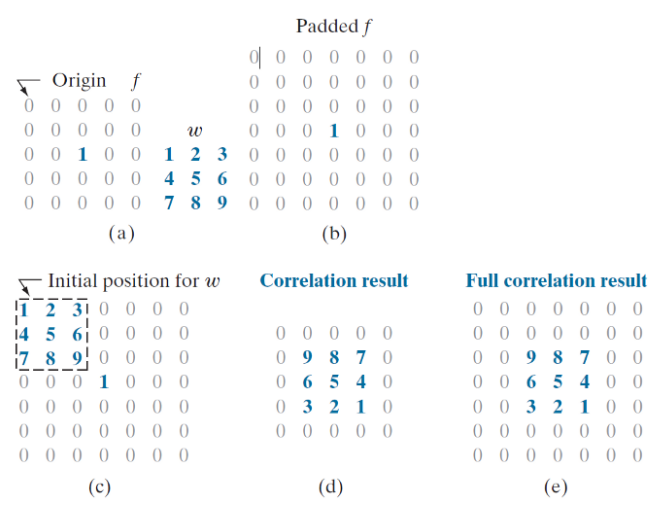 Origin f
0 0 0 0 0
0 0 0 0 0
0 0 1 0 0
0 0 0 0 0
0 0 0 0 0
w
1 2 3
4 5 6
7 8 9
(a)
Padded f
0 0 0 0 0 0 0
0 0 0 0 0 0 0
0 0 0 0 0 0 0
0 0 0 1 0 0 0
0 0 0 0 0 0 0
0 0 0 0 0 0 0
0 0 0 0 0 0 0
(b)
Initial position for w
1 2 3 0 0 0 0
4 5 6 0 0 0 0
7 8 9 0 0 0 0
0 0 0 1 0 0 0
0 0 0 0 0 0 0
0 0 0 0 0 0 0
0 0 0 0 0 0 0
(c)
Correlation result
0 0 0 0 0
0 9 8 7 0
0 6 5 4 0
0 3 2 1 0
0 0 0 0 0
(d)
Full correlation result
0 0 0 0 0 0 0
0 0 0 0 0 0 0
0 0 9 8 7 0 0
0 0 6 5 4 0 0
0 0 3 2 1 0 0
0 0 0 0 0 0 0
0 0 0 0 0 0 0
(e)